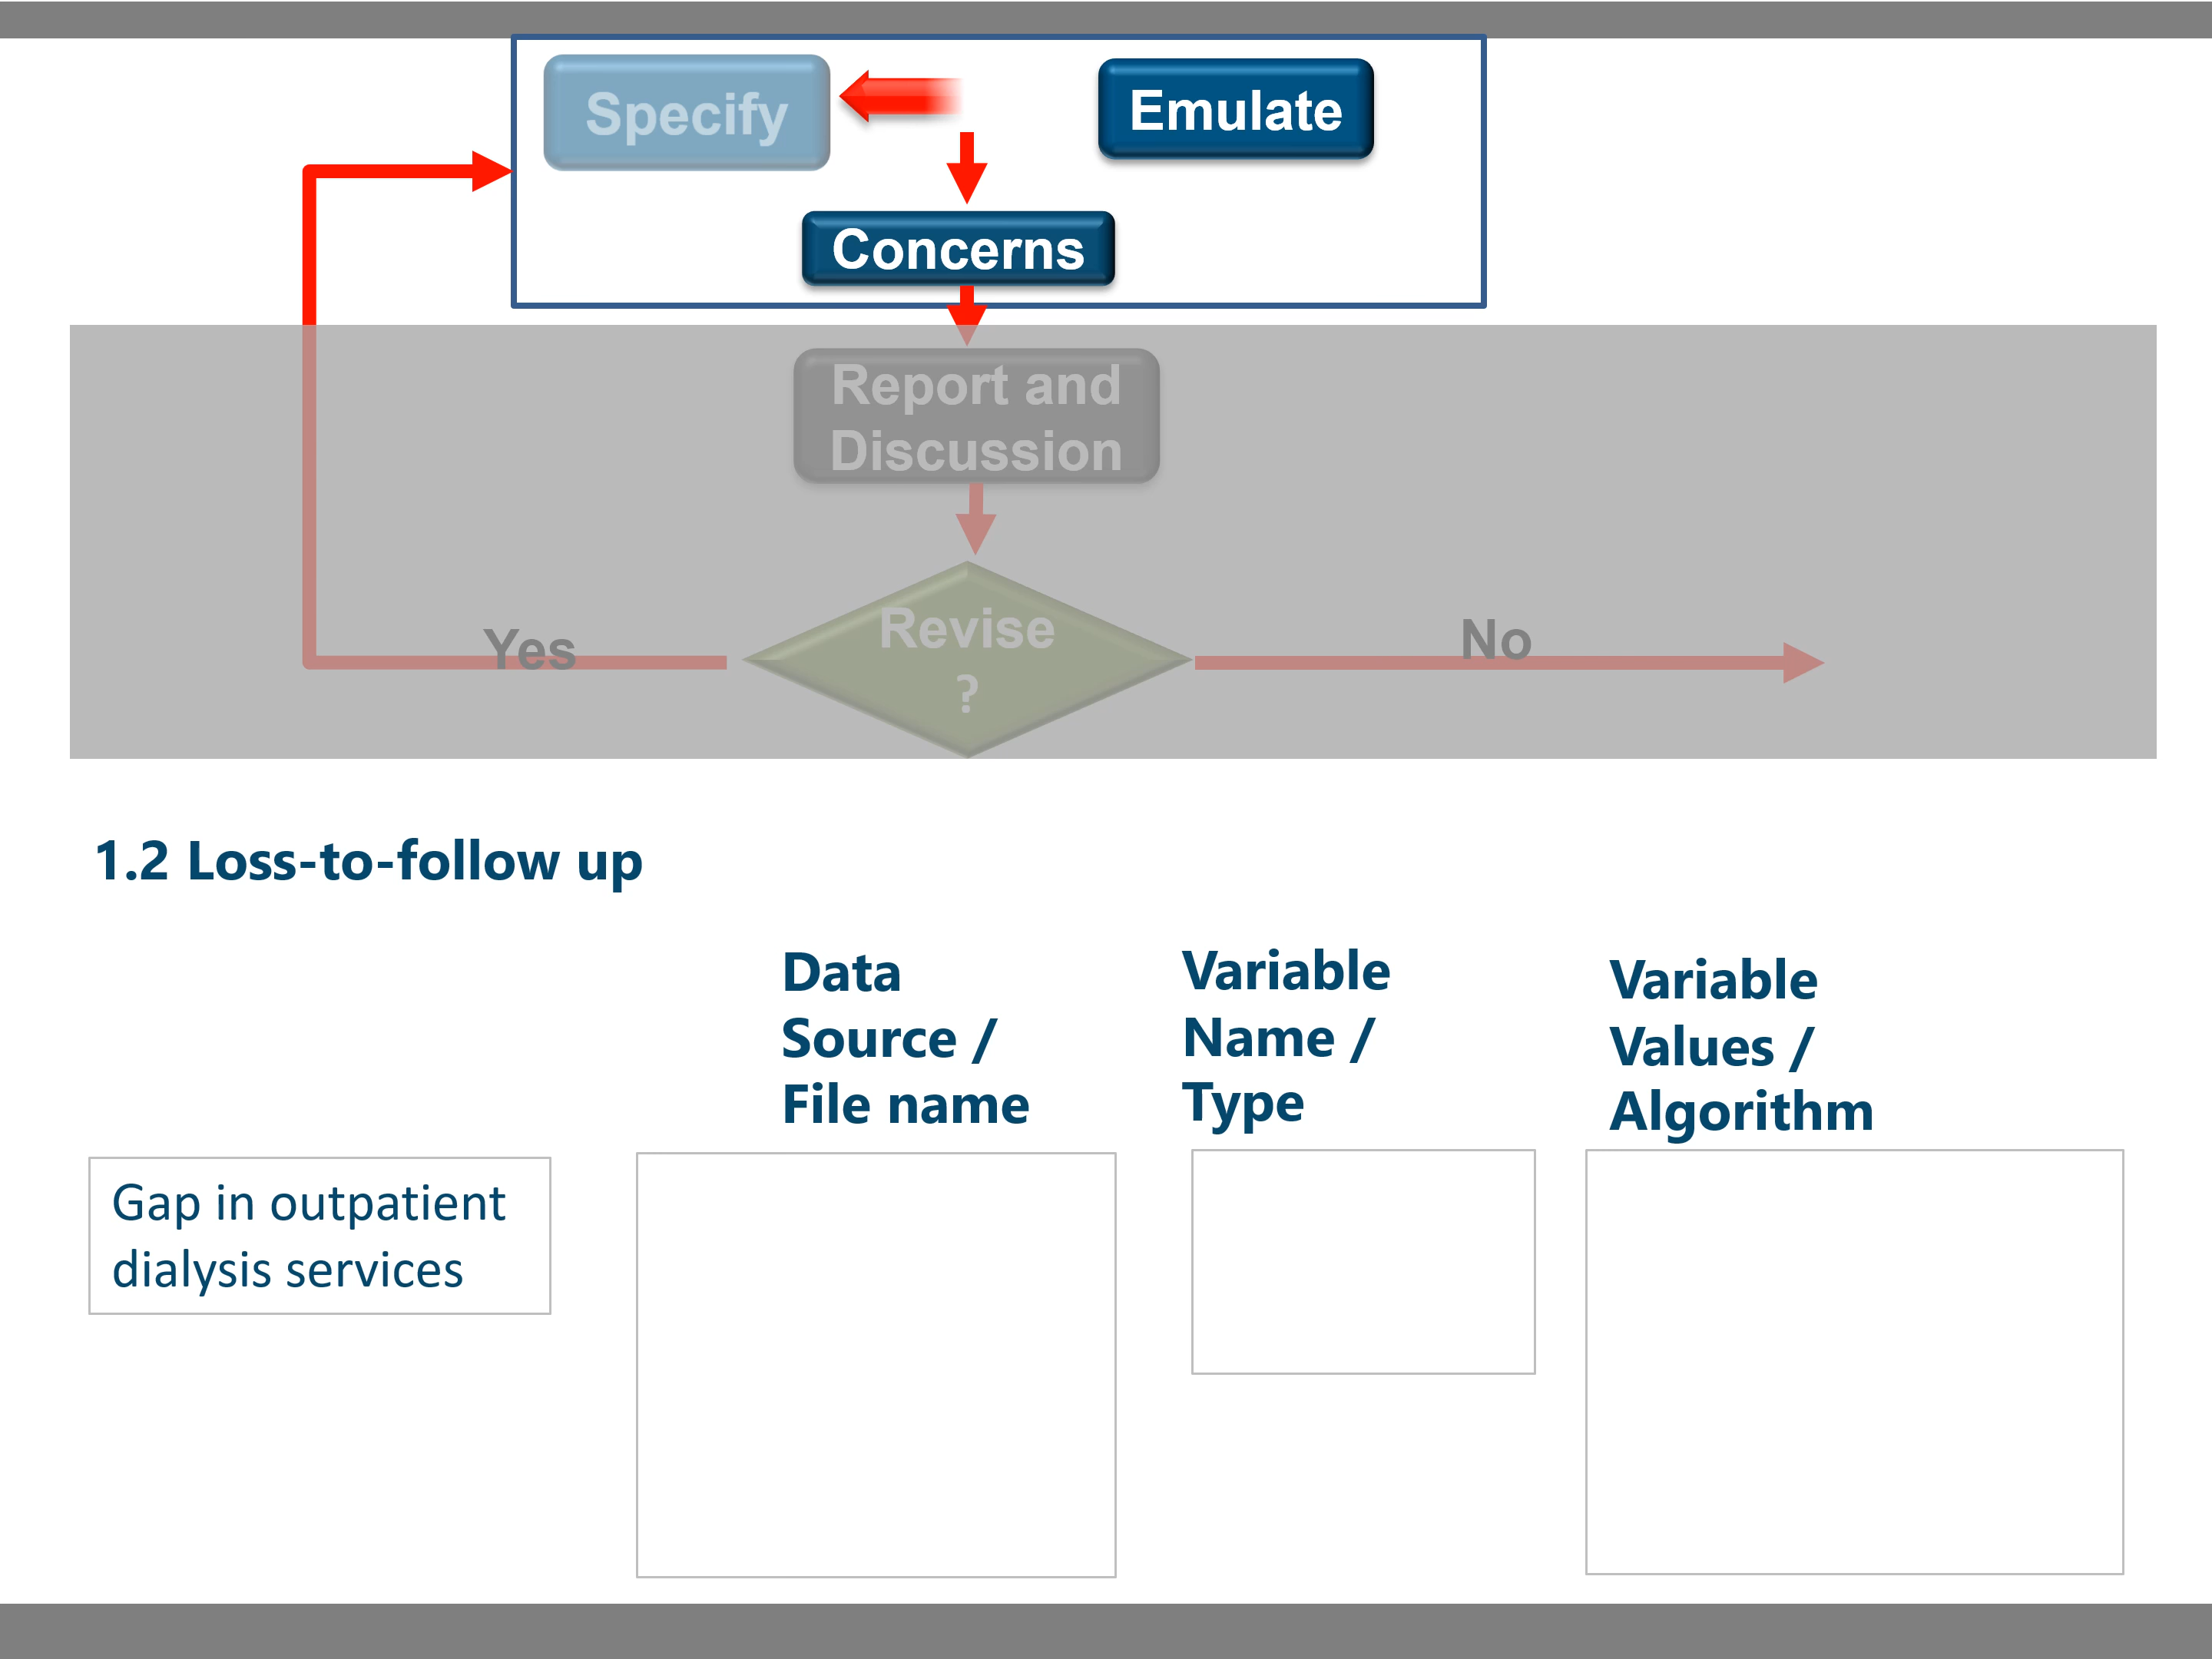 Specify
Emulate
Concerns
Report and
Discussion
Revise
?
Yes
No
1.2 Loss-to-follow up
Data
Source /
File name
Variable
Name /
Type
Variable
Values /
Algorithm
Gap in outpatient
dialysis services